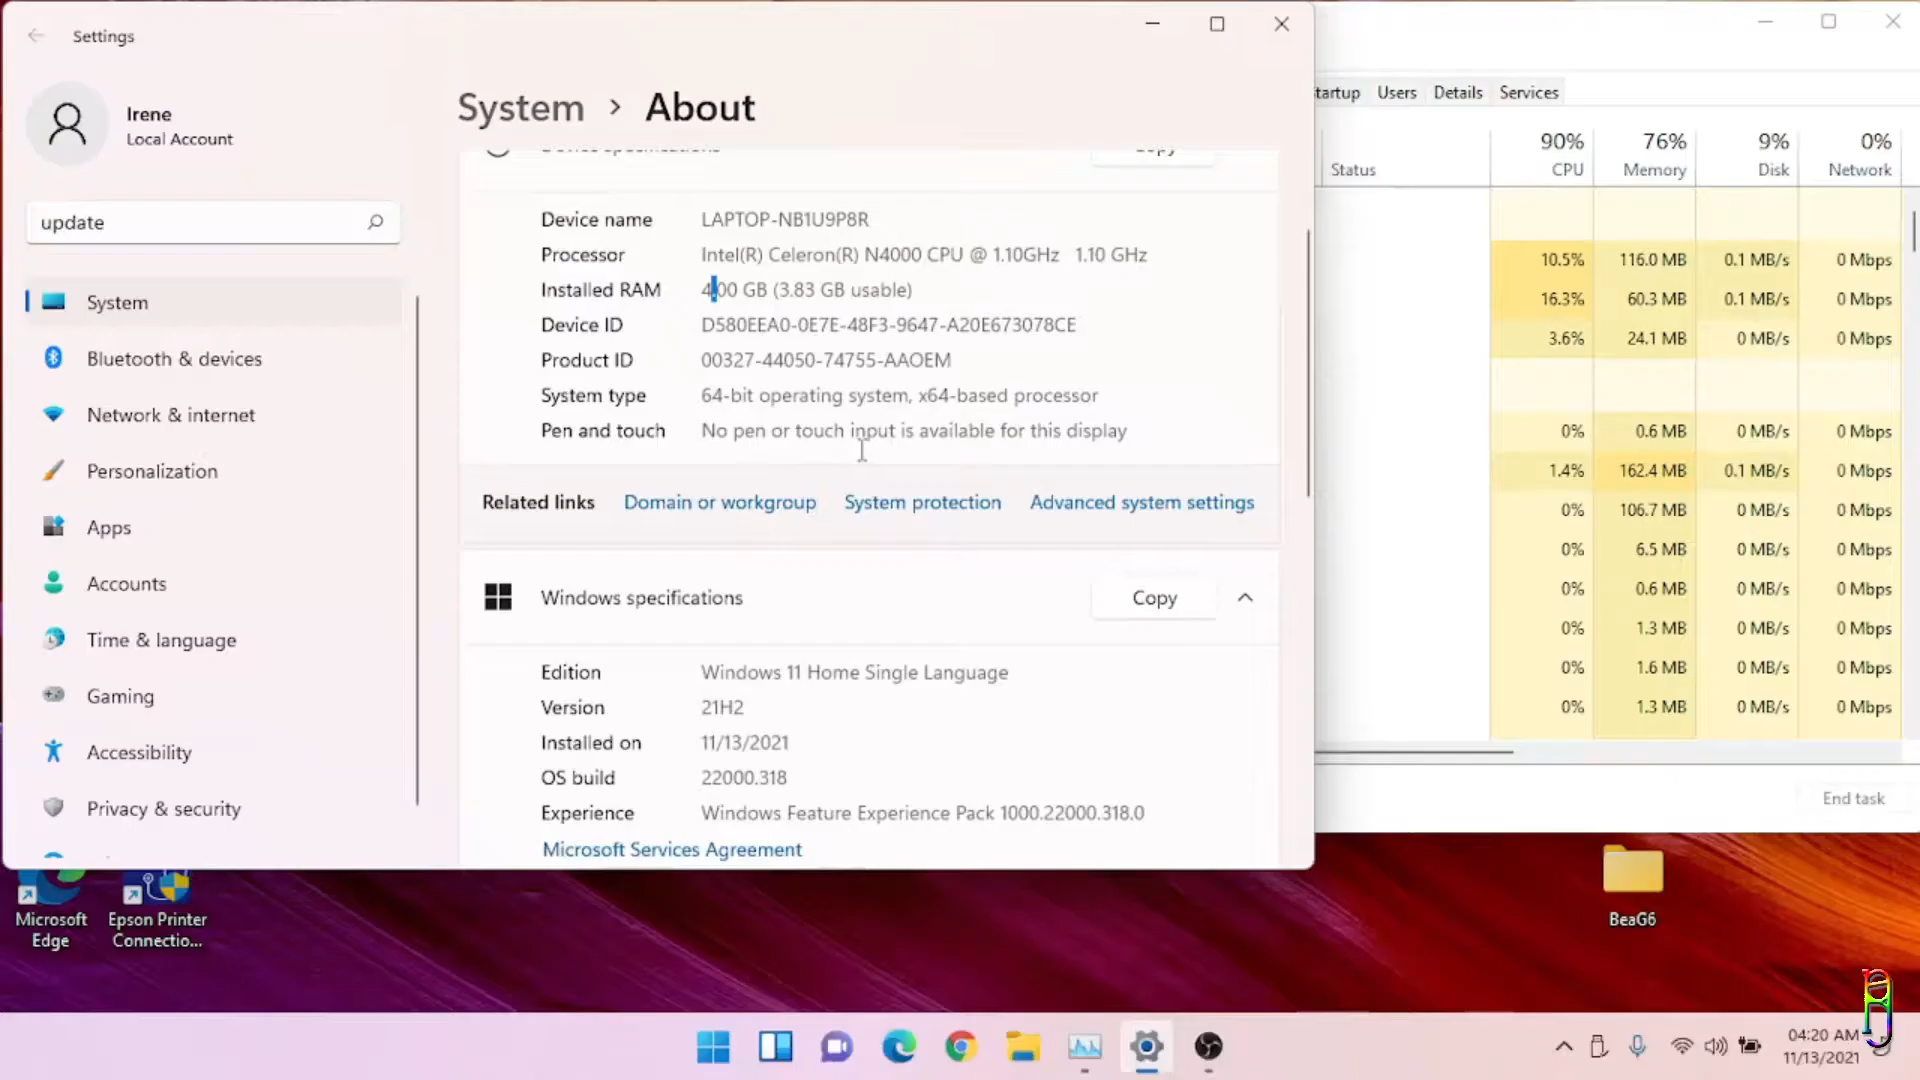 Settings
Irene
Local Account
update
System
Bluetooth & devices
Network & internet
Personalization
Apps
Accounts
Time & language
Gaming
Accessibility
Privacy & security
System > About
Device specifications
Copy
Device name LAPTOP-NB1U9P8R
Processor Intel(R) Celeron(R) N4000 CPU @ 1.10GHz 1.10 GHz
Installed RAM 4.00 GB (3.83 GB usable)
Device ID D580EEA0-0E7E-48F3-9647-A20E673078CE
Product ID 00327-44050-74755-AAOEM
System type 64-bit operating system, x64-based processor
Pen and touch No pen or touch input is available for this display
Related links Domain or workgroup System protection Advanced system settings
Windows specifications Copy
Edition Windows 11 Home Single Language
Version 21H2
Installed on 11/13/2021
OS build 22000.318
Experience Windows Feature Experience Pack 1000.22000.318.0
Microsoft Services Agreement
tartup Users Details Services
90% 76% 9% 0%
Status CPU Memory Disk Network
10.5% 116.0 MB 0.1 MB/s 0 Mbps
16.3% 60.3 MB 0.1 MB/s 0 Mbps
3.6% 24.1 MB 0 MB/s 0 Mbps
0% 0.6 MB 0 MB/s 0 Mbps
1.4% 162.4 MB 0.1 MB/s 0 Mbps
0% 106.7 MB 0 MB/s 0 Mbps
0% 6.5 MB 0 MB/s 0 Mbps
0% 0.6 MB 0 MB/s 0 Mbps
0% 1.3 MB 0 MB/s 0 Mbps
0% 1.6 MB 0 MB/s 0 Mbps
0% 1.3 MB 0 MB/s 0 Mbps
End task
Microsoft
Edge
Epson Printer
Connectio...
BeaG6
04:20 AM
11/13/2021